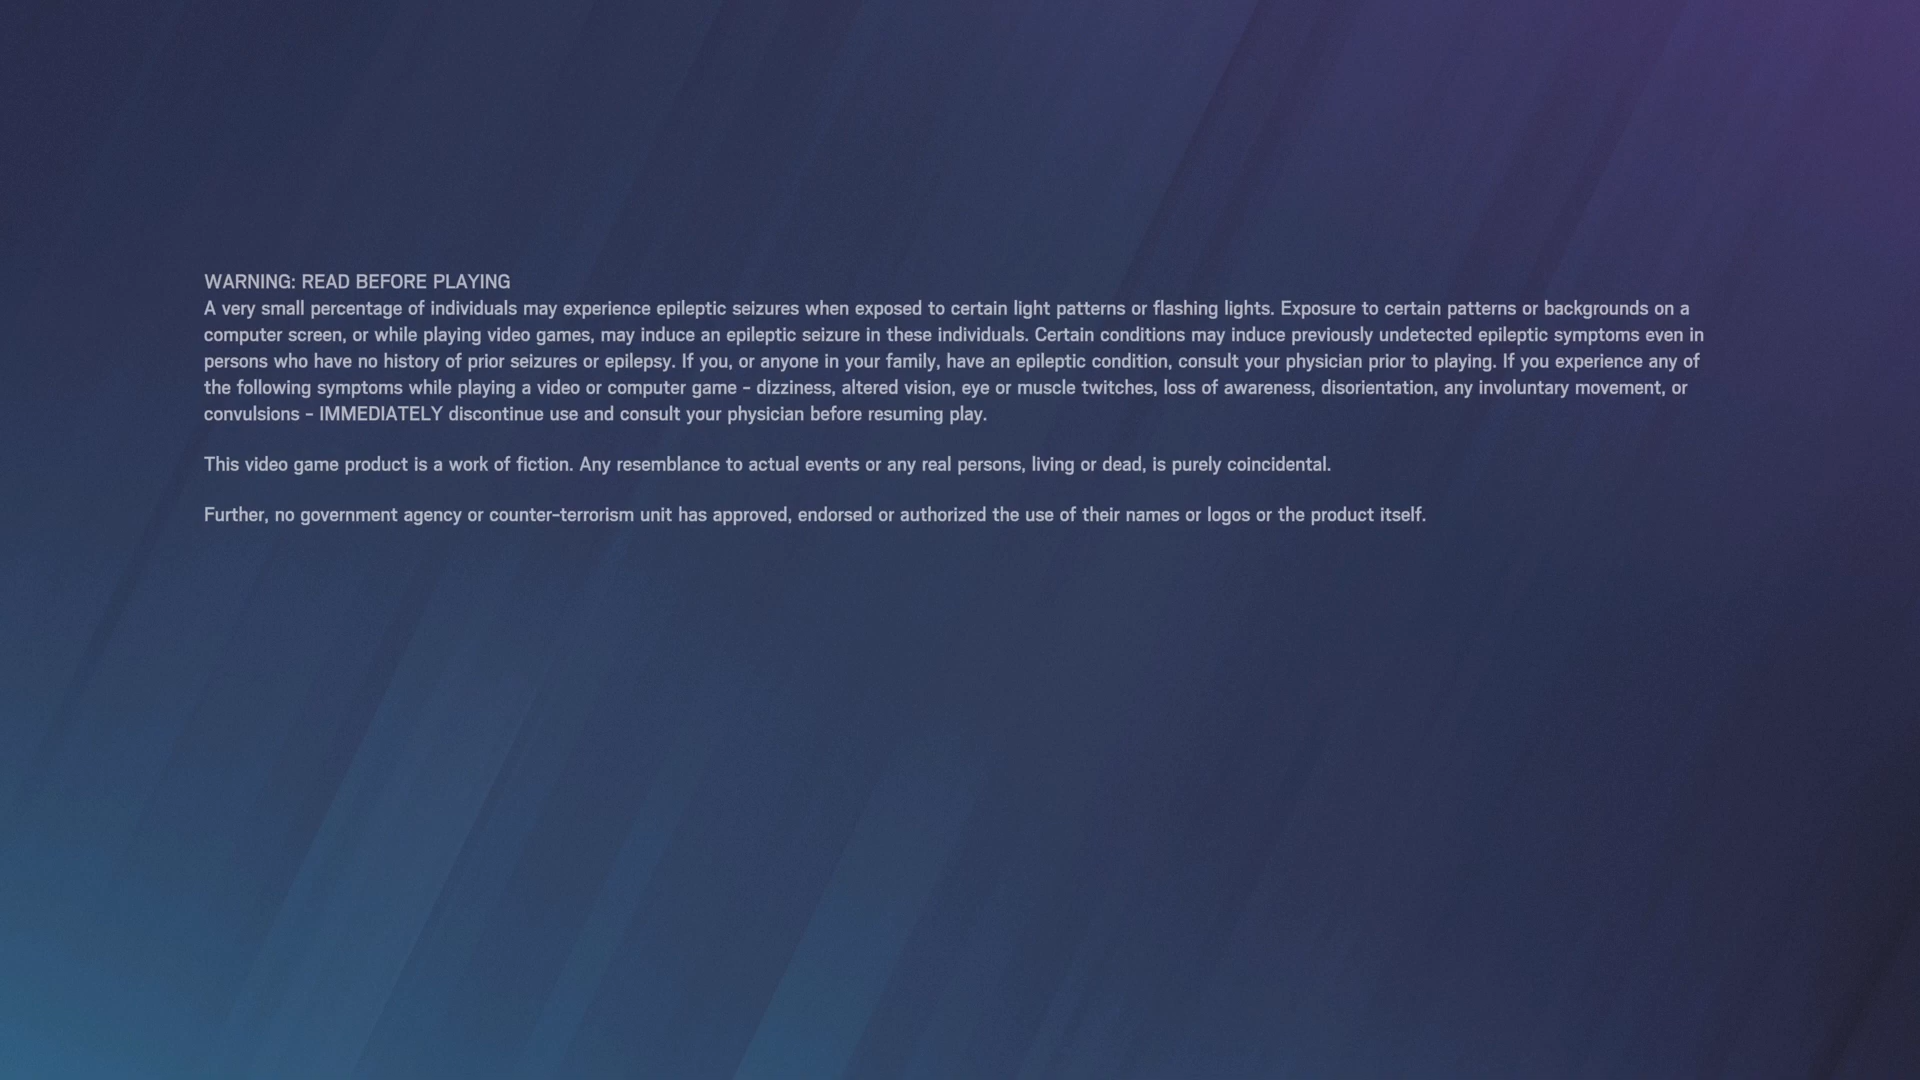 WARNING: READ BEFORE PLAYING
A very small percentage of individuals may experience epileptic seizures when exposed to certain light patterns or flashing lights. Exposure to certain patterns or backgrounds on a
computer screen, or while playing video games, may induce an epileptic seizure in these individuals. Certain conditions may induce previously undetected epileptic symptoms even in
persons who have no history of prior seizures or epilepsy. If you, or anyone in your family, have an epileptic condition, consult your physician prior to playing. If you experience any of
the following symptoms while playing a video or computer game - dizziness, altered vision, eye or muscle twitches, loss of awareness, disorientation, any involuntary movement, or
convulsions - IMMEDIATELY discontinue use and consult your physician before resuming play.
This video game product is a work of fiction. Any resemblance to actual events or any real persons, living or dead, is purely coincidental.
Further, no government agency or counter-terrorism unit has approved, endorsed or authorized the use of their names or logos or the product itself.